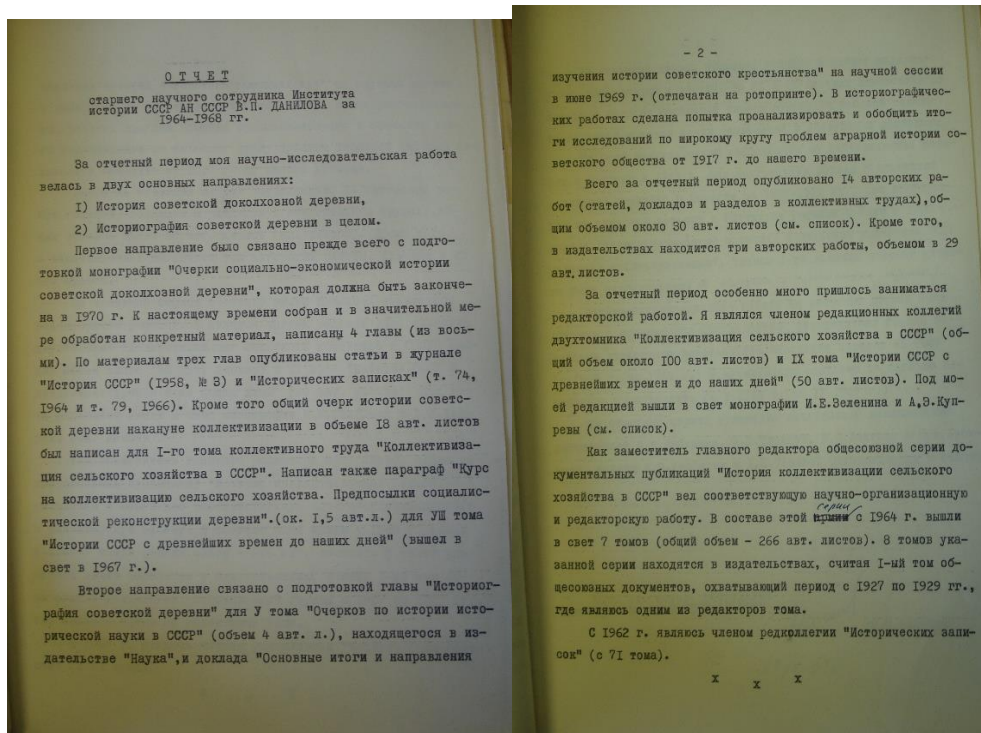 О Т Ч Е Т
старшего научного сотрудника Института
истории СССР АН СССР В.П. ДАНИЛОВА за
1964-1968 гг.
За отчетный период моя научно-исследовательская работа
велась в двух основных направлениях:
1) История советской доколхозной деревни,
2) Историография советской деревни в целом.
Первое направление было связано прежде всего с подго-
товкой монографии "Очерки социально-экономической истории
советской доколхозной деревни", которая должна быть законче-
на в 1970 г. К настоящему времени собран и в значительной ме-
ре обработан конкретный материал, написаны 4 главы (из вось-
ми). По материалам трех глав опубликованы статьи в журнале
"История СССР" (1958, № 3) и "Исторических записках" (т. 74,
1964 и т. 79, 1966). Кроме того общий очерк истории советс-
кой деревни накануне коллективизации в объеме 18 авт. листов
был написан для I-го тома коллективного труда "Коллективиза-
ция сельского хозяйства в СССР". Написан также параграф "Курс
на коллективизацию сельского хозяйства. Предпосылки социалис-
тической реконструкции деревни".(ок. 1,5 авт.л.) для УШ тома
"Истории СССР с древнейших времен до наших дней" (вышел в
свет в 1967 г.).
Второе направление связано с подготовкой главы "Историог-
рафия советской деревни" для У тома "Очерков по истории исто-
рической науки в СССР" (объем 4 авт. л.), находящегося в из-
дательстве "Наука",и доклада "Основные итоги и направления
- 2 -
изучения истории советского крестьянства" на научной сессии
в июне 1969 г. (отпечатан на ротопринте). В историографичес-
ких работах сделана попытка проанализировать и обобщить ито-
ги исследований по широкому кругу проблем аграрной истории со-
ветского общества от 1917 г. до нашего времени.
Всего за отчетный период опубликовано 14 авторских ра-
бот (статей, докладов и разделов в коллективных трудах),об-
щим объемом около 30 авт. листов (см. список). Кроме того,
в издательствах находится три авторских работы, объемом в 29
авт.листов.
За отчетный период особенно много пришлось заниматься
редакторской работой. Я являлся членом редакционных коллегий
двухтомника "Коллективизация сельского хозяйства в СССР" (об-
щий объем около 100 авт. листов) и IX тома "Истории СССР с
древнейших времен и до наших дней" (50 авт. листов). Под мо-
ей редакцией вышли в свет монографии И.Е.Зеленина и А,Э.Куп-
ревы (см. список).
Как заместитель главного редактора общесоюзной серии до-
кументальных публикаций "История коллективизации сельского
хозяйства в СССР" вел соответствующую научно-организационную
и редакторскую работу. В составе этой серии с 1964 г. вышли
в свет 7 томов (общий объем - 266 авт. листов). 8 томов ука-
занной серии находятся в издательствах, считая I-ый том об-
щесоюзных документов, охватывающий период с 1927 по 1929 гг.,
где являюсь одним из редакторов тома.
С 1962 г. являюсь членом редколлегии "Исторических запи-
сок" (с 71 тома).
х х х